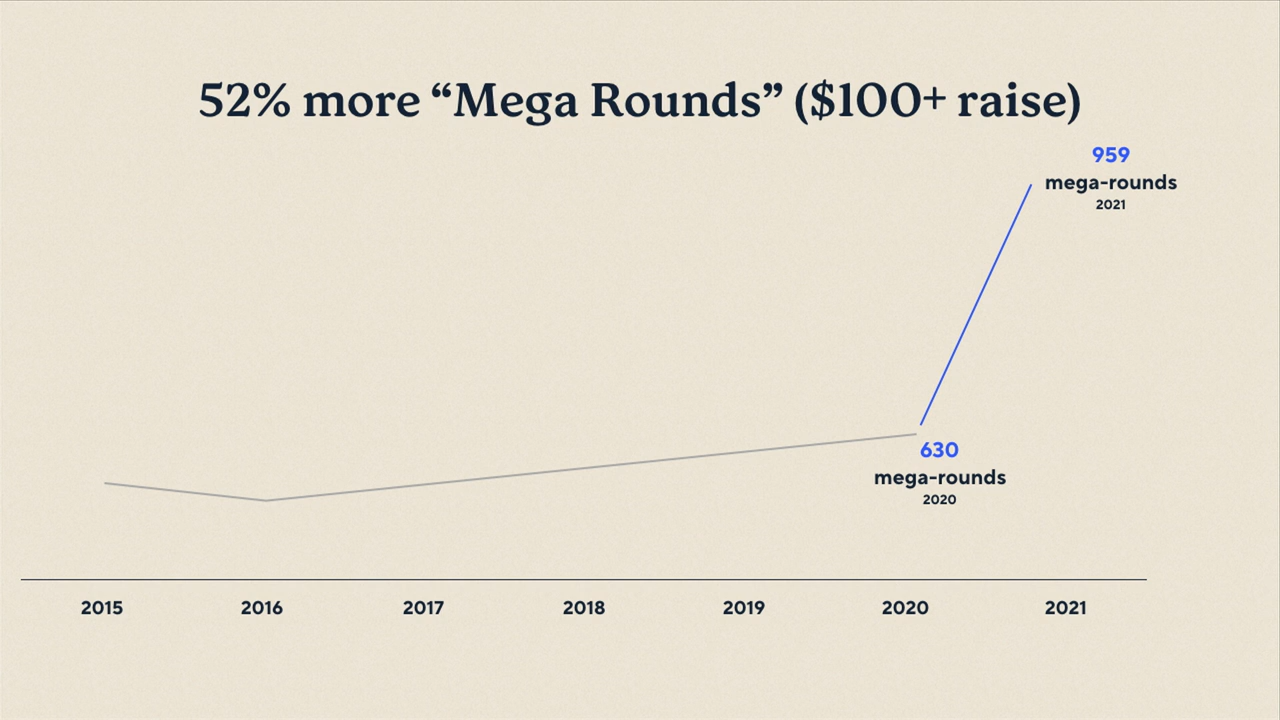 52% more “Mega Rounds” ($100+ raise)
959
mega-rounds
2021
630
mega-rounds
2020
2015 2016 2017 2018 2019 2020 2021